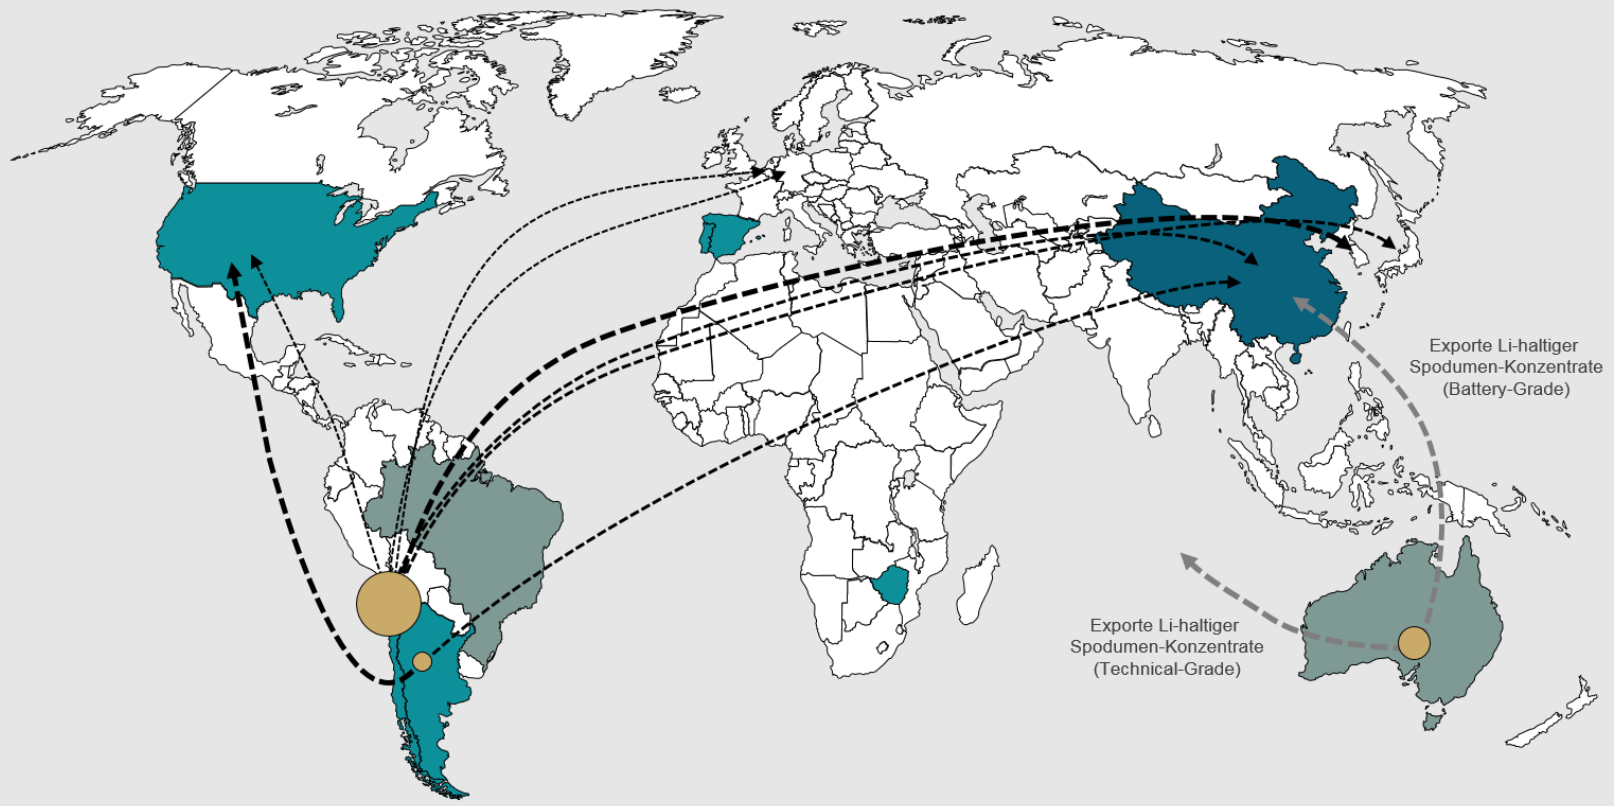 Exporte Li-haltiger
Spodumen-Konzentrate
(Battery-Grade)
Exporte Li-haltiger
Spodumen-Konzentrate
(Technical-Grade)